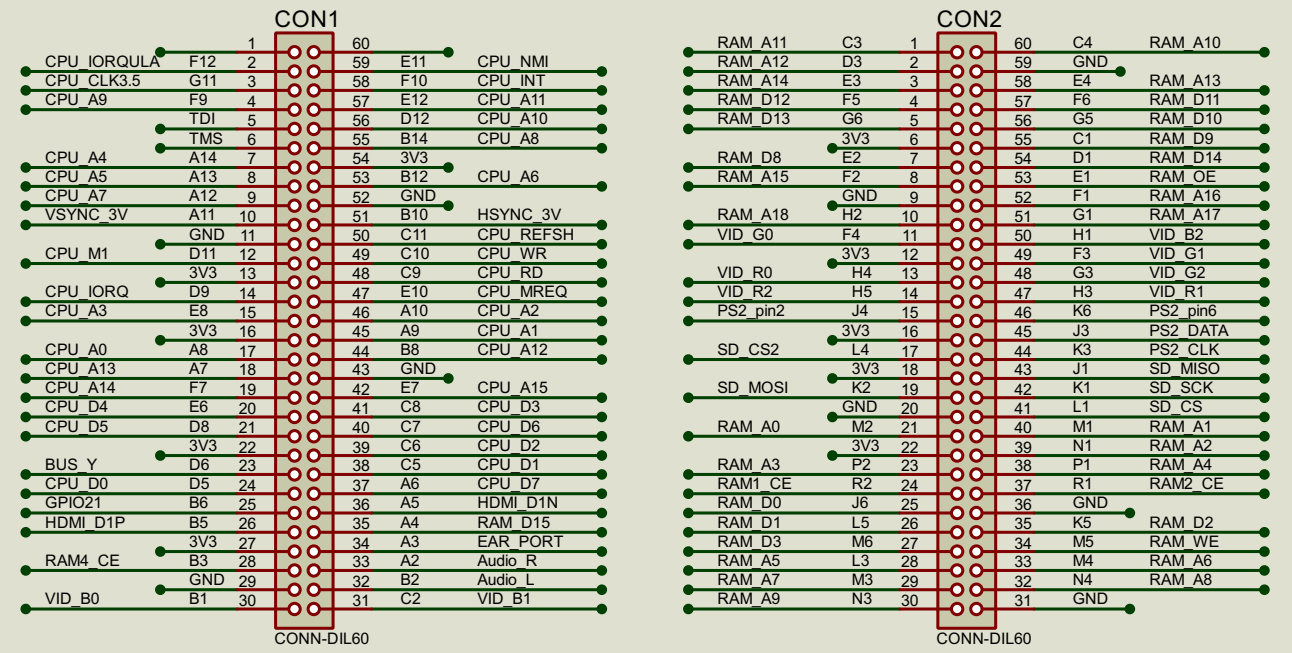 CON1 CON2
1 60 RAM_A11 C3 1 60 C4 RAM_A10
CPU_IORQULA F12 2 59 E11 CPU_NMI RAM_A12 D3 2 59 GND
CPU_CLK3.5 G11 3 58 F10 CPU_INT RAM_A14 E3 3 58 E4 RAM_A13
CPU_A9 F9 4 57 E12 CPU_A11 RAM_D12 F5 4 57 F6 RAM_D11
TDI 5 56 D12 CPU_A10 RAM_D13 G6 5 56 G5 RAM_D10
TMS 6 55 B14 CPU_A8 3V3 6 55 C1 RAM_D9
CPU_A4 A14 7 54 3V3 RAM_D8 E2 7 54 D1 RAM_D14
CPU_A5 A13 8 53 B12 CPU_A6 RAM_A15 F2 8 53 E1 RAM_OE
CPU_A7 A12 9 52 GND GND 9 52 F1 RAM_A16
VSYNC_3V A11 10 51 B10 HSYNC_3V RAM_A18 H2 10 51 G1 RAM_A17
GND 11 50 C11 CPU_REFSH VID_G0 F4 11 50 H1 VID_B2
CPU_M1 D11 12 49 C10 CPU_WR 3V3 12 49 F3 VID_G1
3V3 13 48 C9 CPU_RD VID_R0 H4 13 48 G3 VID_G2
CPU_IORQ D9 14 47 E10 CPU_MREQ VID_R2 H5 14 47 H3 VID_R1
CPU_A3 E8 15 46 A10 CPU_A2 PS2_pin2 J4 15 46 K6 PS2_pin6
3V3 16 45 A9 CPU_A1 3V3 16 45 J3 PS2_DATA
CPU_A0 A8 17 44 B8 CPU_A12 SD_CS2 L4 17 44 K3 PS2_CLK
CPU_A13 A7 18 43 GND 3V3 18 43 J1 SD_MISO
CPU_A14 F7 19 42 E7 CPU_A15 SD_MOSI K2 19 42 K1 SD_SCK
CPU_D4 E6 20 41 C8 CPU_D3 GND 20 41 L1 SD_CS
CPU_D5 D8 21 40 C7 CPU_D6 RAM_A0 M2 21 40 M1 RAM_A1
3V3 22 39 C6 CPU_D2 3V3 22 39 N1 RAM_A2
BUS_Y D6 23 38 C5 CPU_D1 RAM_A3 P2 23 38 P1 RAM_A4
CPU_D0 D5 24 37 A6 CPU_D7 RAM1_CE R2 24 37 R1 RAM2_CE
GPIO21 B6 25 36 A5 HDMI_D1N RAM_D0 J6 25 36 GND
HDMI_D1P B5 26 35 A4 RAM_D15 RAM_D1 L5 26 35 K5 RAM_D2
3V3 27 34 A3 EAR_PORT RAM_D3 M6 27 34 M5 RAM_WE
RAM4_CE B3 28 33 A2 Audio_R RAM_A5 L3 28 33 M4 RAM_A6
GND 29 32 B2 Audio_L RAM_A7 M3 29 32 N4 RAM_A8
VID_B0 B1 30 31 C2 VID_B1 RAM_A9 N3 30 31 GND
CONN-DIL60 CONN-DIL60